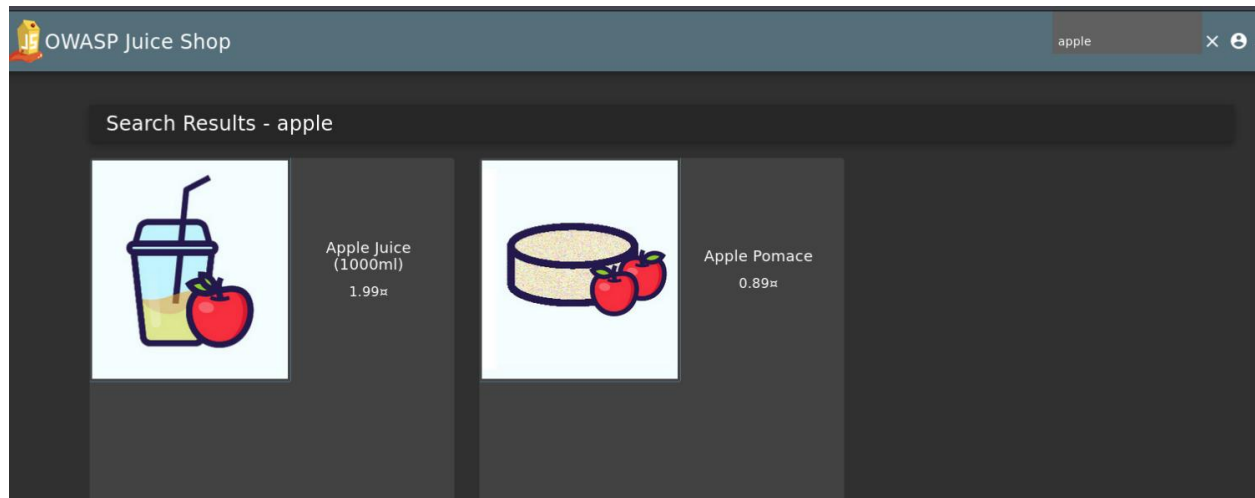 JS
OWASP Juice Shop
apple
Search Results - apple
Apple Juice
(1000ml)
1.99¤
Apple Pomace
0.89¤